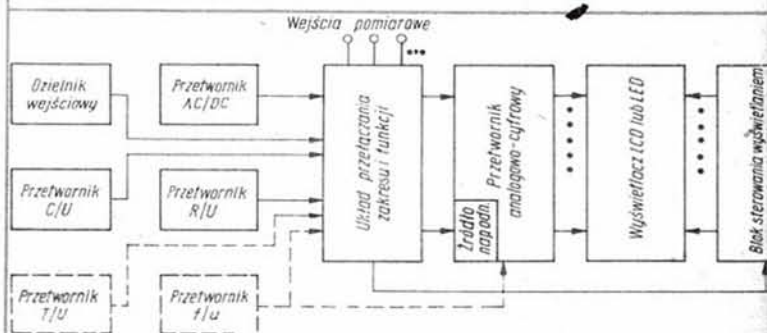 Wejścia pomiarowe
Dzielnik
wejściowy
Przetwornik
AC/DC
Przetwornik
C/U
Przetwornik
R/U
Przetwornik
T/U
Przetwornik
f/u
Układ przełączania
zakresu i funkcji
Przetwornik
analogowo-cyfrowy
Źródło
napodn.
Wyświetlacz LCD lub LED
Blok sterowania wyświetlaniem